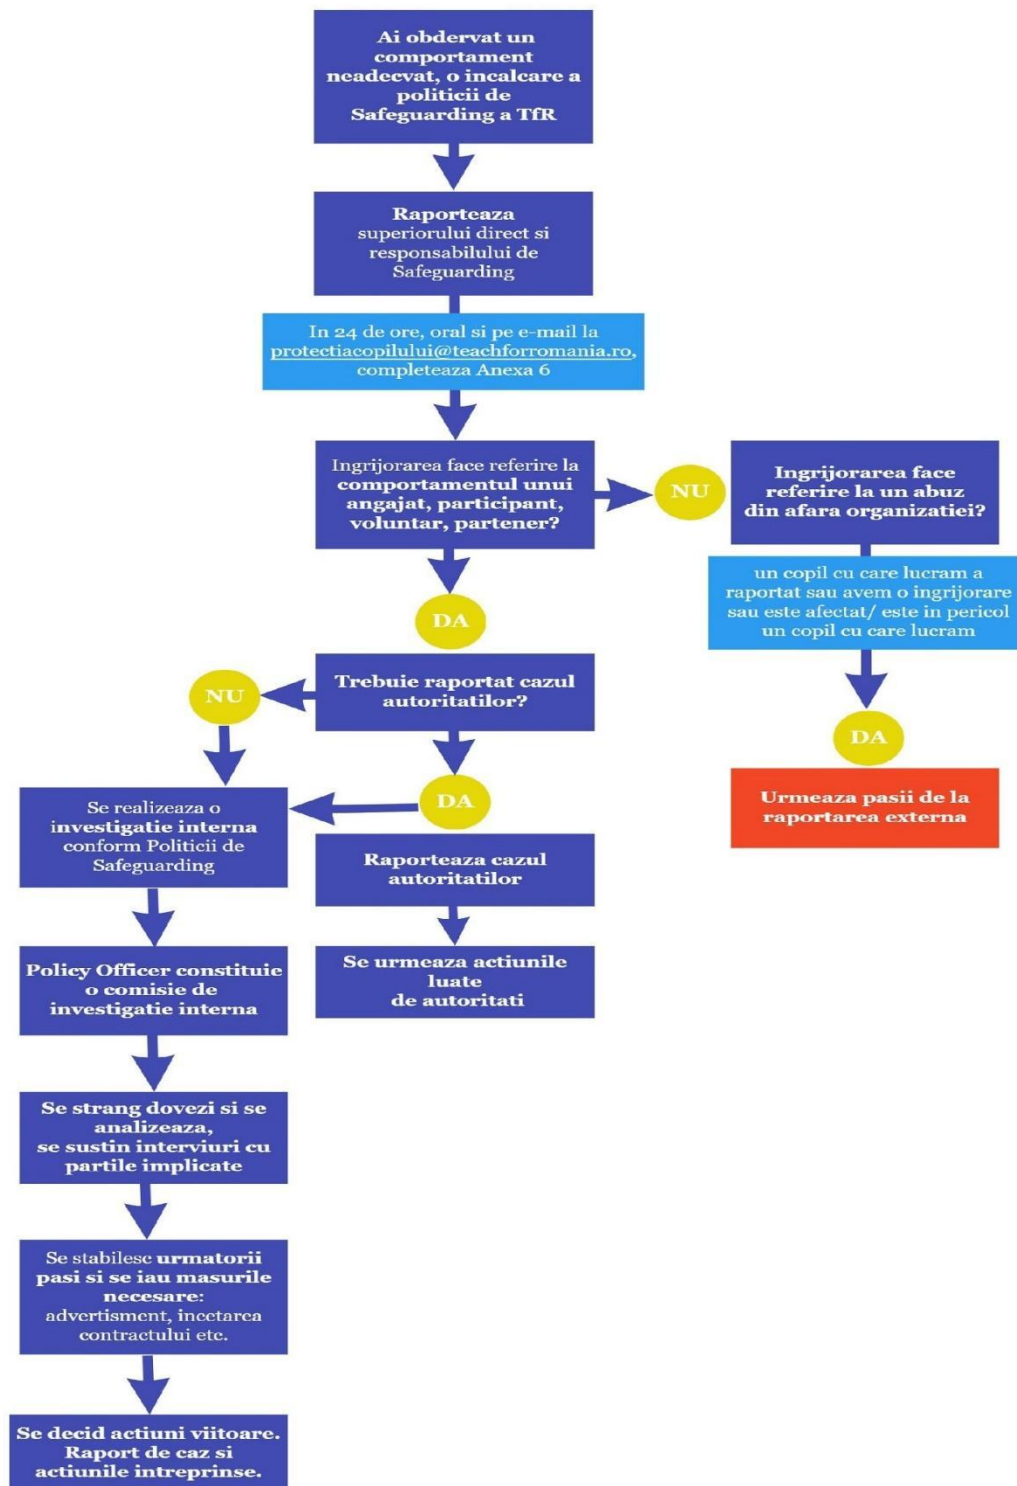 Ai obdervat un
comportament
neadecvat, o incalcare a
politicii de
Safeguarding a TfR
Raporteaza
superiorului direct si
responsabilului de
Safeguarding
In 24 de ore, oral si pe e-mail la
protectiacopilului@teachforromania.ro,
completeaza Anexa 6
Ingrijorarea face referire la
comportamentul unui
angajat, participant,
voluntar, partener?
NU
Ingrijorarea face
referire la un abuz
din afara organizatiei?
un copil cu care lucram a
raportat sau avem o ingrijorare
sau este afectat/ este in pericol
un copil cu care lucram
DA
Urmeaza pasii de la
raportarea externa
DA
Trebuie raportat cazul
autoritatilor?
NU
DA
Raporteaza cazul
autoritatilor
Se urmeaza actiunile
luate
de autoritati
Se realizeaza o
investigatie interna
conform Politicii de
Safeguarding
Policy Officer constituie
o comisie de
investigatie interna
Se strang dovezi si se
analizeaza,
se sustin interviuri cu
partile implicate
Se stabilesc urmatorii
pasi si se iau masurile
necesare:
advertisment, incetarea
contractului etc.
Se decid actiuni viitoare.
Raport de caz si
actiunile intreprinse.